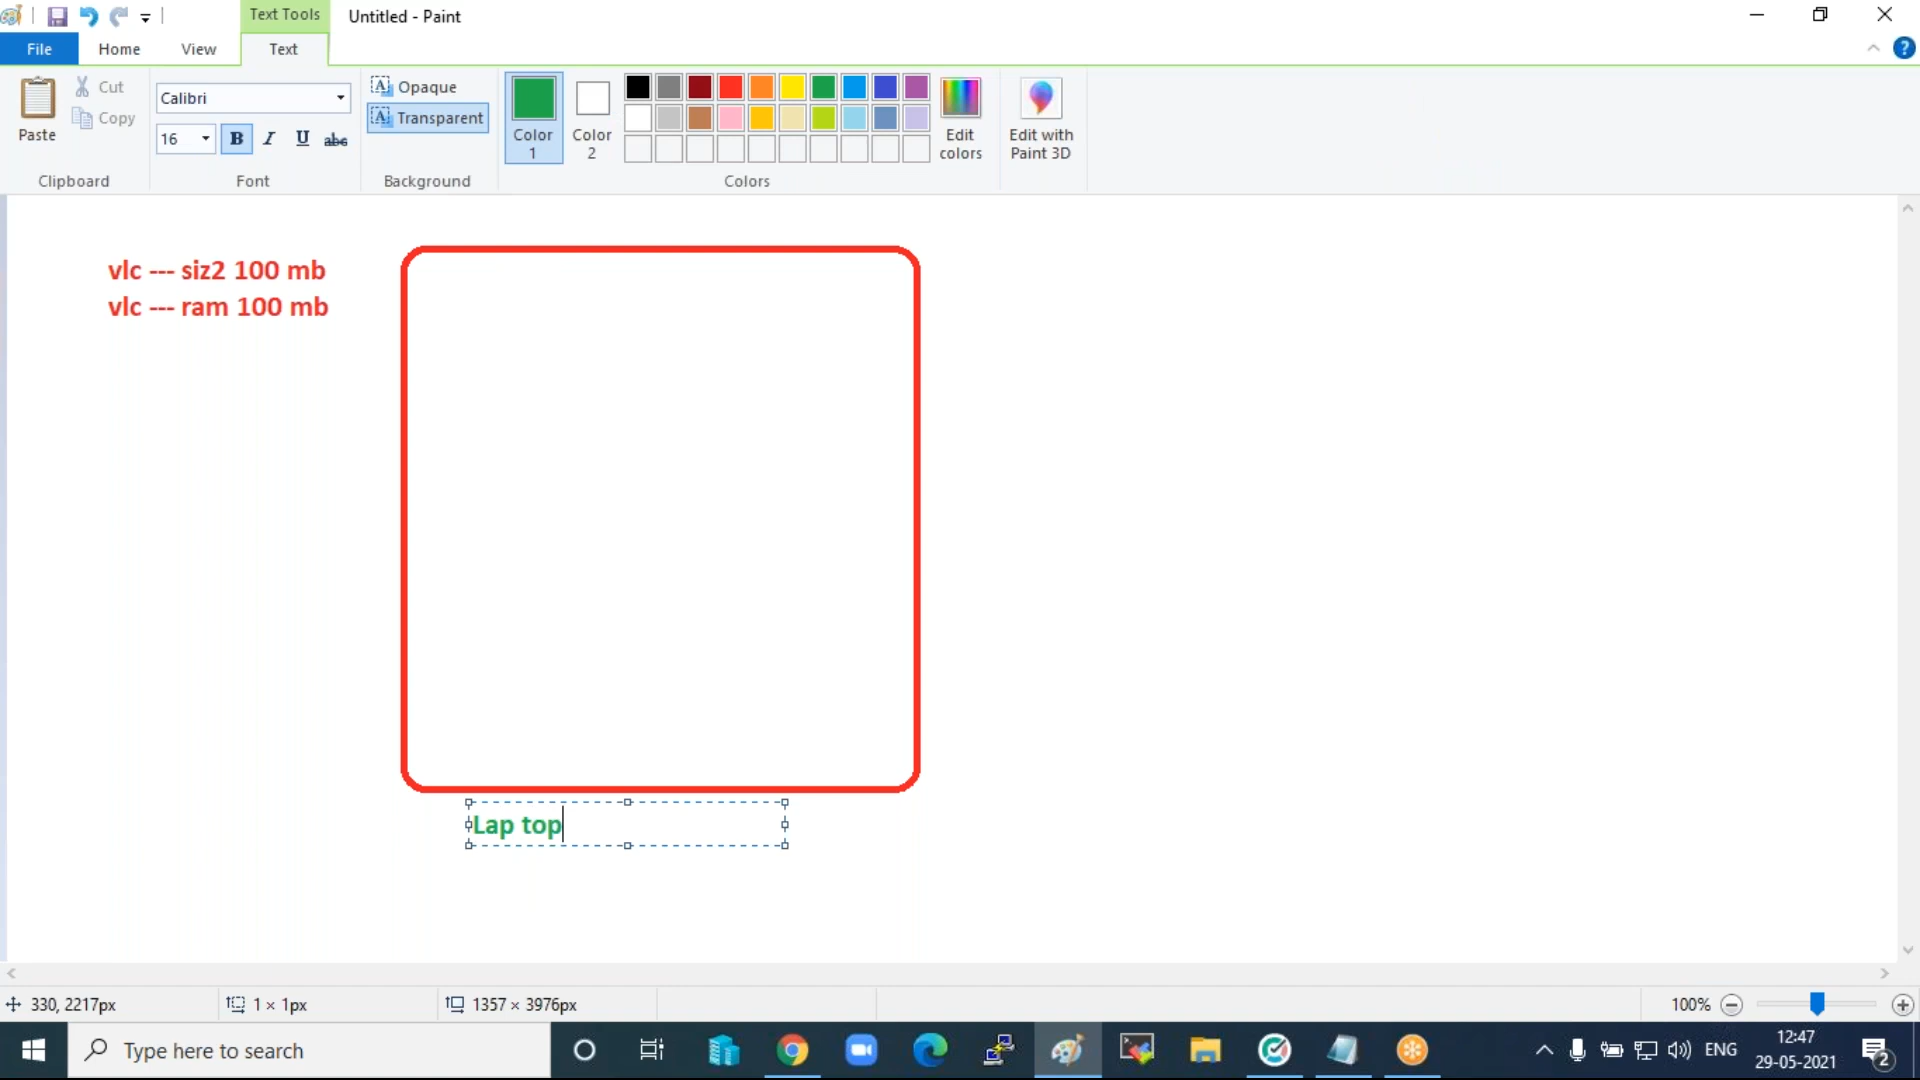 Text Tools
Untitled - Paint
File
Home
View
Text
Paste
Cut
Copy
Clipboard
Calibri
16
B
I
U
abc
Font
Opaque
Transparent
Background
Color
1
Color
2
Colors
Edit
colors
Edit with
Paint 3D
vlc --- siz2 100 mb
vlc --- ram 100 mb
Lap top
330, 2217px
1 × 1px
1357 × 3976px
100%
Type here to search
ENG
12:47
29-05-2021
2